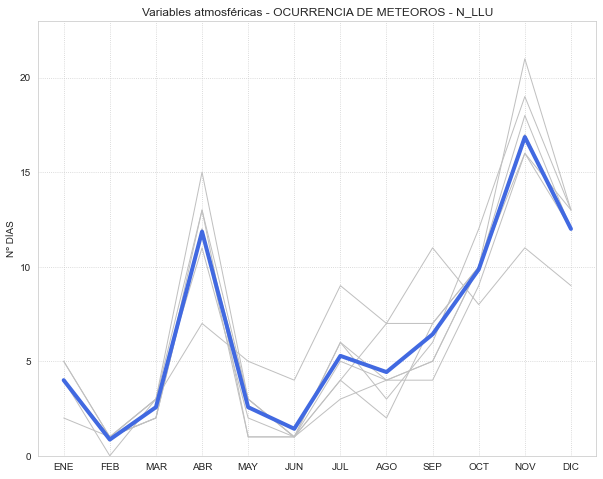 Variables atmosféricas - OCURRENCIA DE METEOROS - N_LLU
N° DÍAS
20
15
10
5
0
ENE FEB MAR ABR MAY JUN JUL AGO SEP OCT NOV DIC